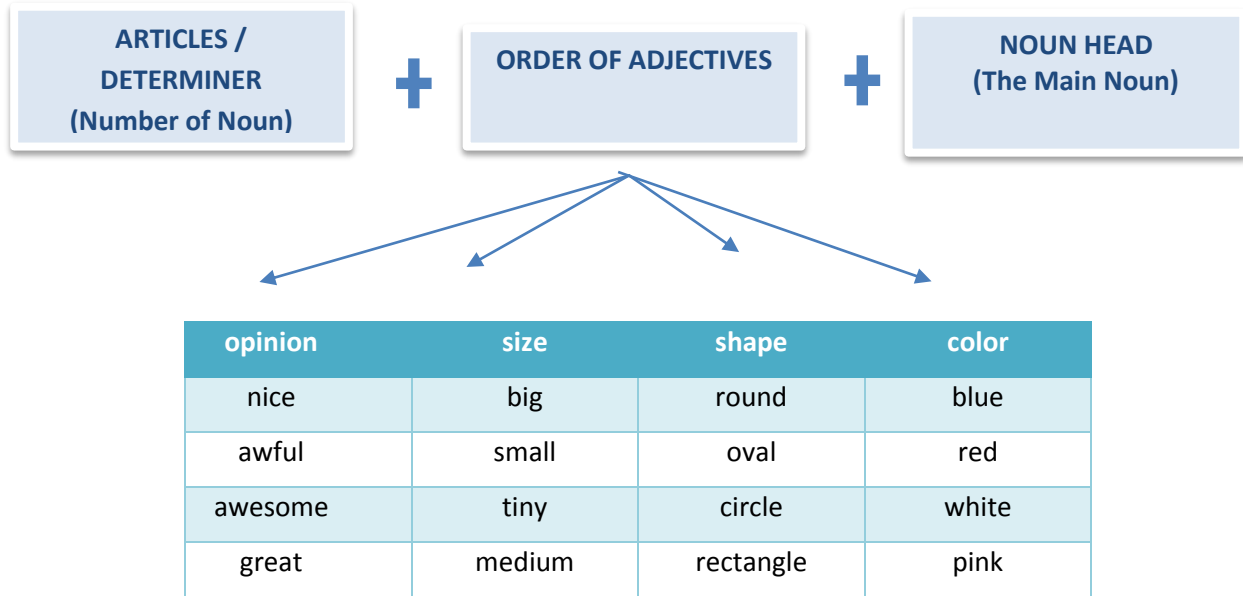 ARTICLES /
DETERMINER
(Number of Noun)
ORDER OF ADJECTIVES
NOUN HEAD
(The Main Noun)
opinion size shape color
nice big round blue
awful small oval red
awesome tiny circle white
great medium rectangle pink